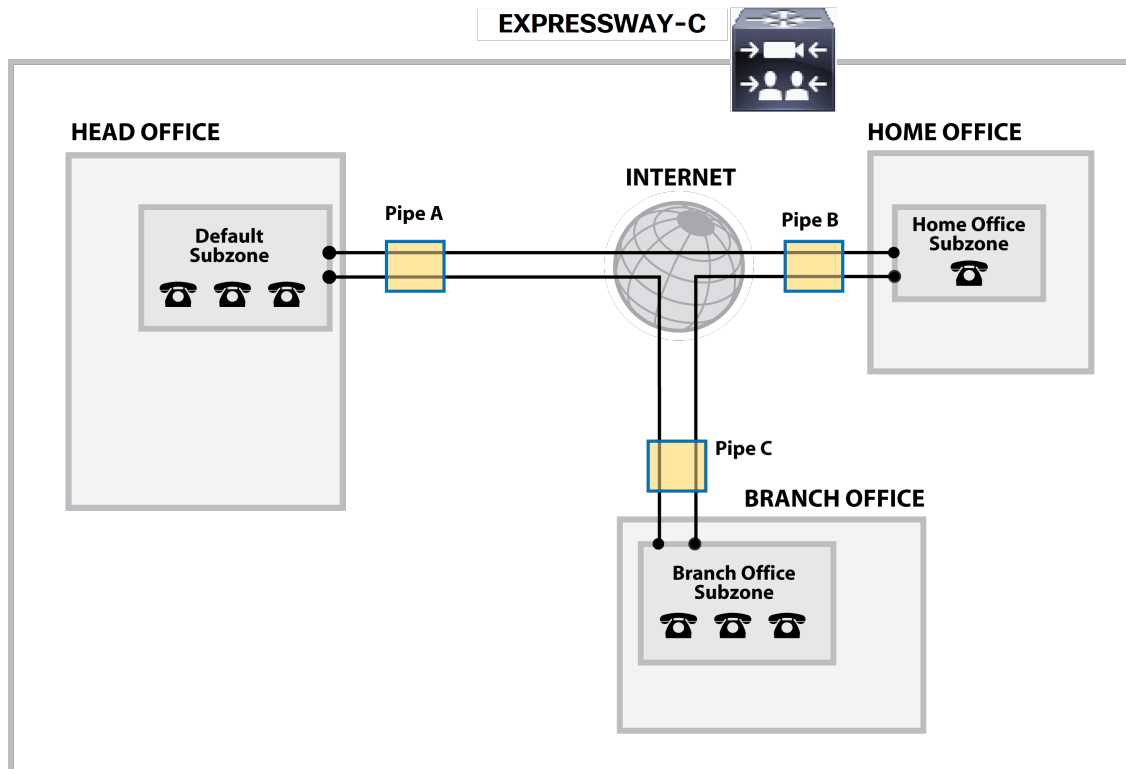 EXPRESSWAY-C
HEAD OFFICE
HOME OFFICE
INTERNET
Pipe A
Pipe B
Default
Subzone
Home Office
Subzone
Pipe C
BRANCH OFFICE
Branch Office
Subzone